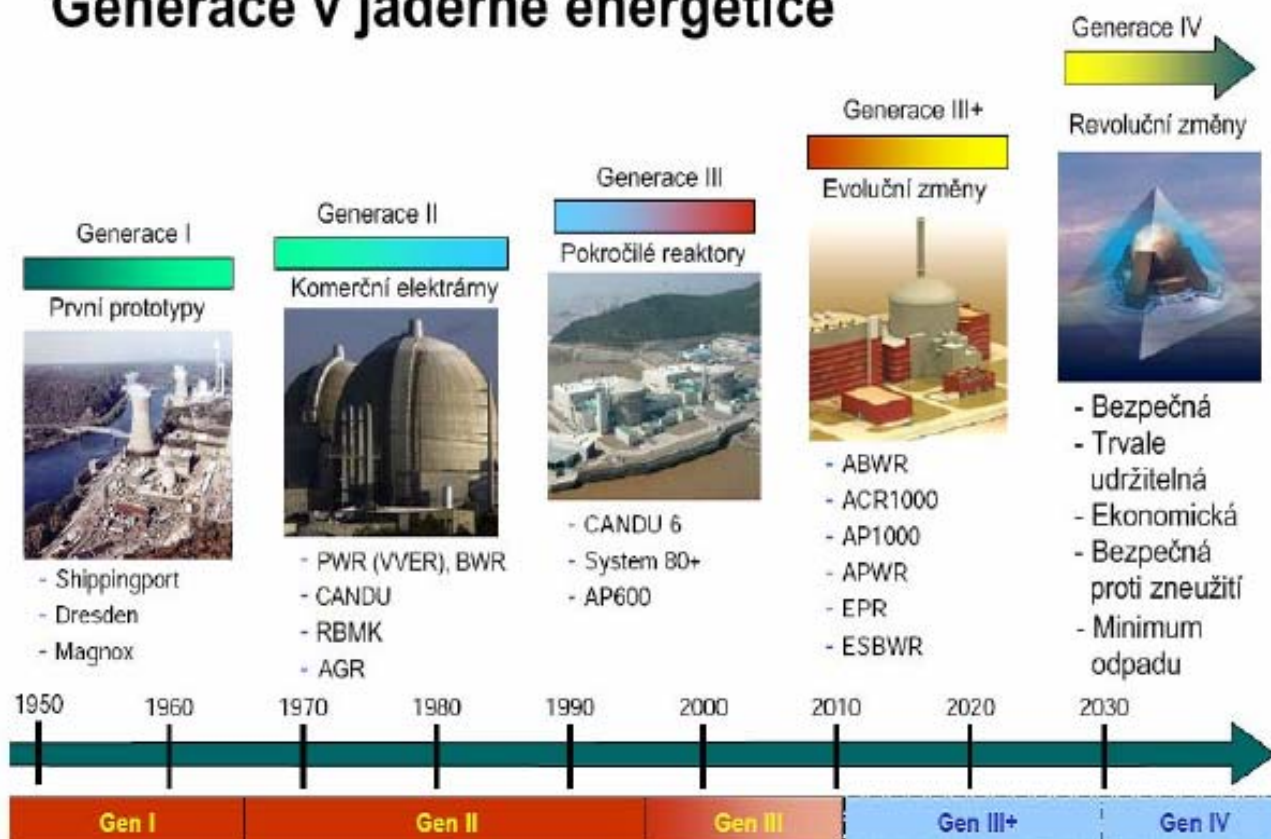 Generace v jaderné energetice
Generace I
První prototypy
- Shippingport
- Dresden
- Magnox
Generace II
Komerční elektrárny
- PWR (VVER), BWR
- CANDU
- RBMK
- AGR
Generace III
Pokročilé reaktory
- CANDU 6
- System 80+
- AP600
Generace III+
Evoluční změny
- ABWR
- ACR1000
- AP1000
- APWR
- EPR
- ESBWR
Generace IV
Revoluční změny
- Bezpečná
- Trvale
udržitelná
- Ekonomická
- Bezpečná
proti zneužití
- Minimum
odpadu
1950 1960 1970 1980 1990 2000 2010 2020 2030
Gen I Gen II Gen III Gen III+ Gen IV